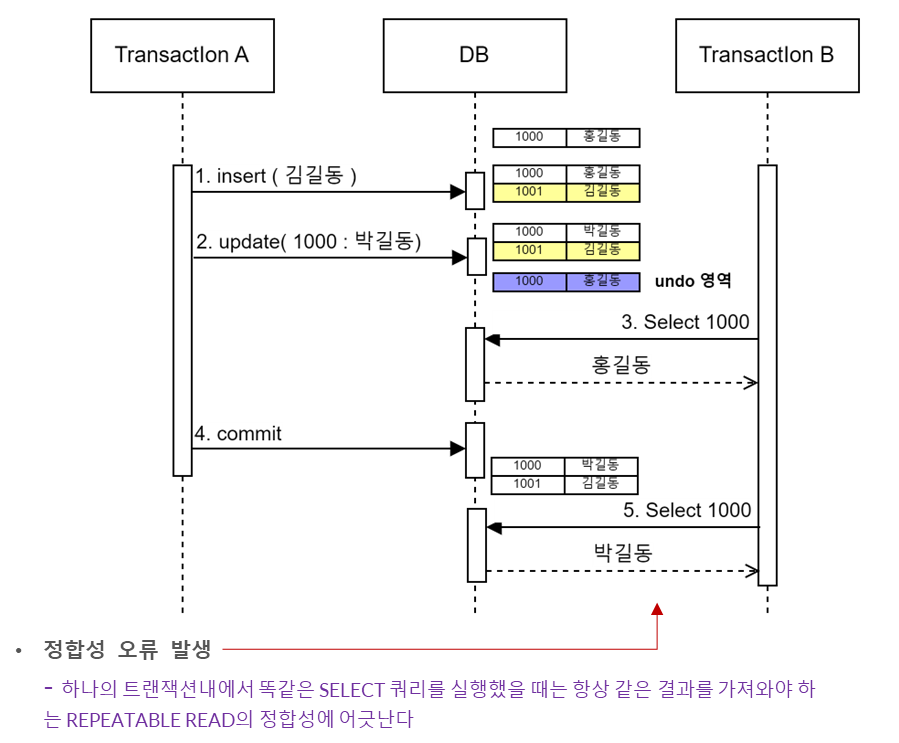 TransactIon A
DB
TransactIon B
1000 홍길동
1. insert ( 김길동 )
1000 홍길동
1001 김길동
2. update( 1000 : 박길동)
1000 박길동
1001 김길동
1000 홍길동 undo 영역
3. Select 1000
홍길동
4. commit
1000 박길동
1001 김길동
5. Select 1000
박길동
• 정합성 오류 발생
- 하나의 트랜잭션내에서 똑같은 SELECT 쿼리를 실행했을 때는 항상 같은 결과를 가져와야 하
는 REPEATABLE READ의 정합성에 어긋난다